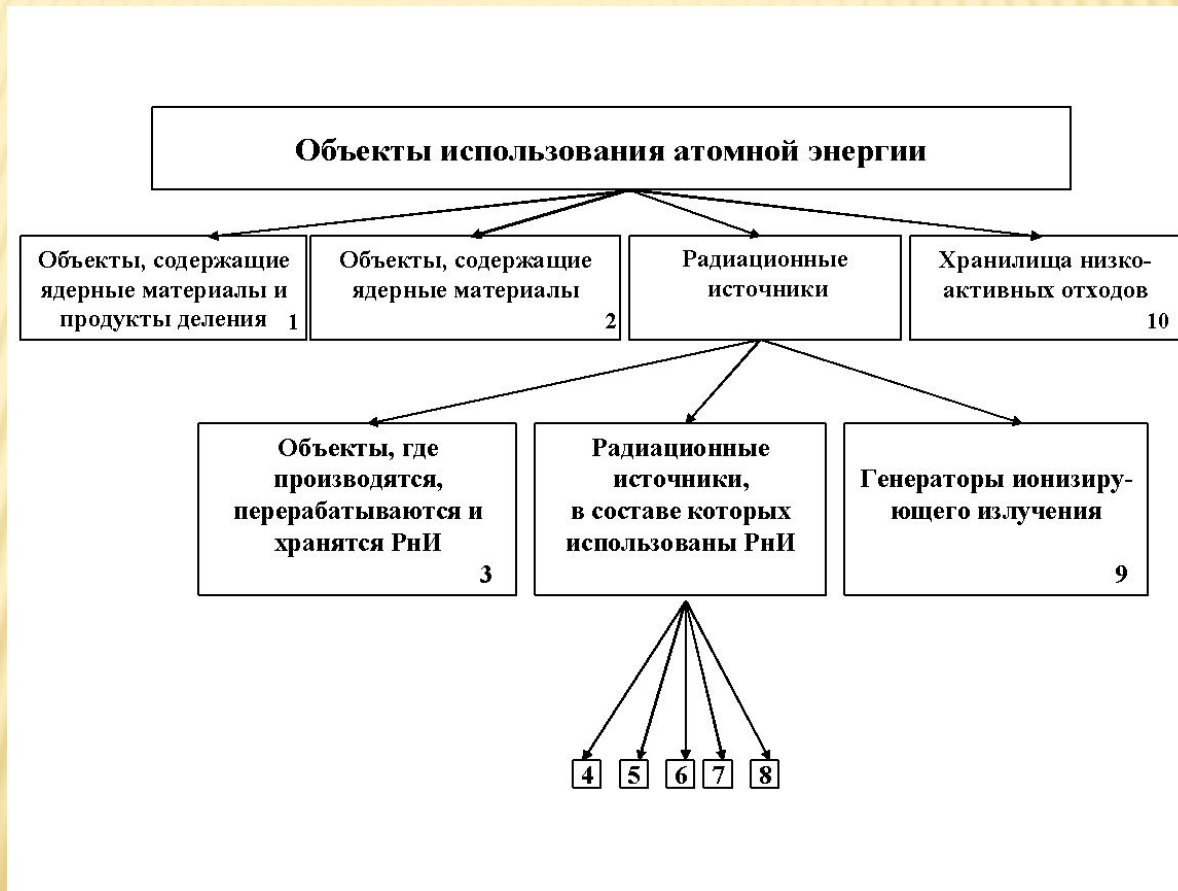 Объекты использования атомной энергии
Объекты, содержащие
ядерные материалы и
продукты деления 1
Объекты, содержащие
ядерные материалы
2
Радиационные
источники
Хранилища низко-
активных отходов
10
Объекты, где
производятся,
перерабатываются и
хранятся РнИ
3
Радиационные
источники,
в составе которых
использованы РнИ
Генераторы ионизиру-
ющего излучения
9
4 5 6 7 8